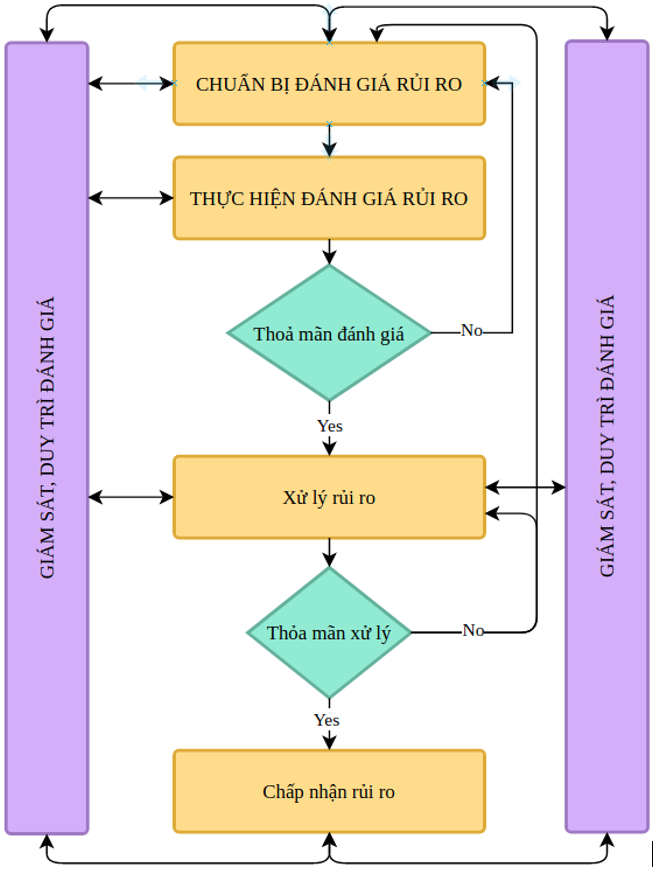 CHUẨN BỊ ĐÁNH GIÁ RỦI RO
THỰC HIỆN ĐÁNH GIÁ RỦI RO
GIÁM SÁT, DUY TRÌ ĐÁNH GIÁ
GIÁM SÁT, DUY TRÌ ĐÁNH GIÁ
Thoả mãn đánh giá
No
Yes
Xử lý rủi ro
Thỏa mãn xử lý
No
Yes
Chấp nhận rủi ro